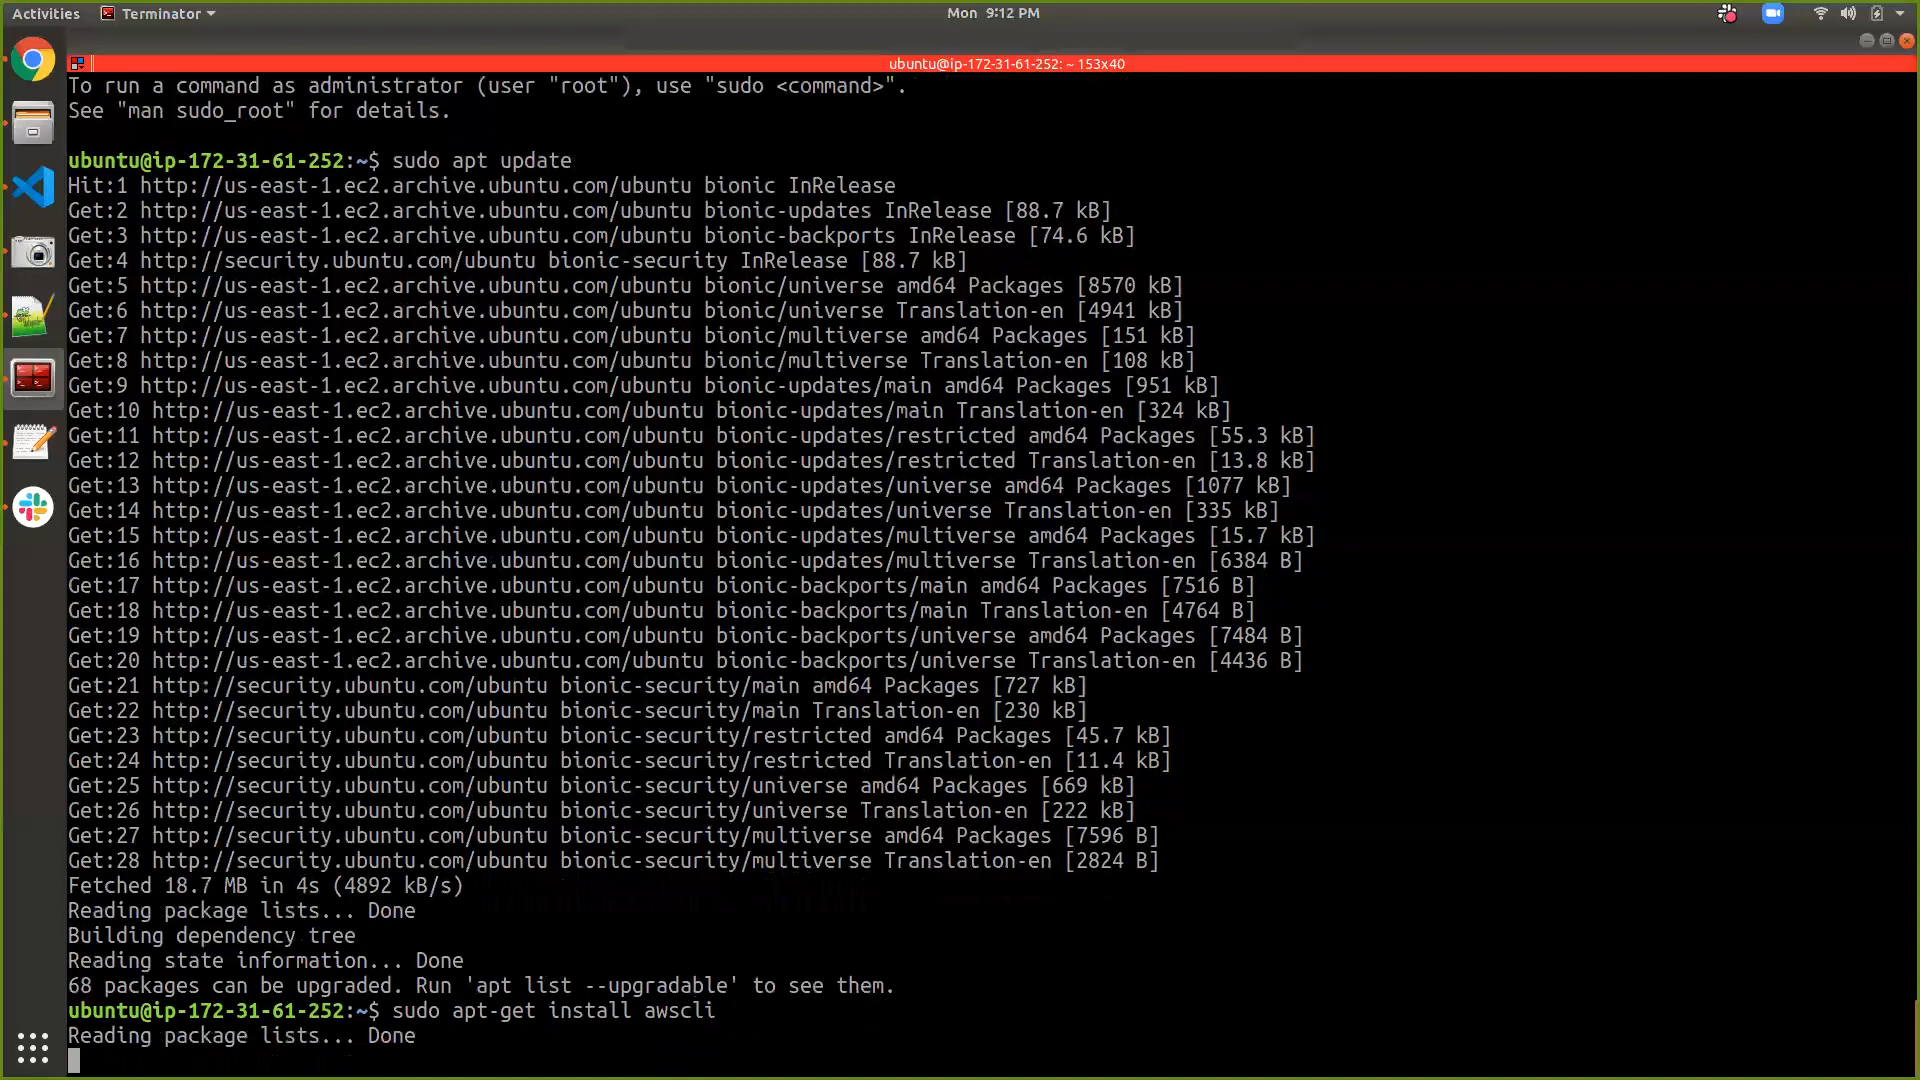 Activities Terminator Mon 9:12 PM
ubuntu@ip-172-31-61-252: ~ 153x40
To run a command as administrator (user "root"), use "sudo <command>".
See "man sudo_root" for details.
ubuntu@ip-172-31-61-252:~$ sudo apt update
Hit:1 http://us-east-1.ec2.archive.ubuntu.com/ubuntu bionic InRelease
Get:2 http://us-east-1.ec2.archive.ubuntu.com/ubuntu bionic-updates InRelease [88.7 kB]
Get:3 http://us-east-1.ec2.archive.ubuntu.com/ubuntu bionic-backports InRelease [74.6 kB]
Get:4 http://security.ubuntu.com/ubuntu bionic-security InRelease [88.7 kB]
Get:5 http://us-east-1.ec2.archive.ubuntu.com/ubuntu bionic/universe amd64 Packages [8570 kB]
Get:6 http://us-east-1.ec2.archive.ubuntu.com/ubuntu bionic/universe Translation-en [4941 kB]
Get:7 http://us-east-1.ec2.archive.ubuntu.com/ubuntu bionic/multiverse amd64 Packages [151 kB]
Get:8 http://us-east-1.ec2.archive.ubuntu.com/ubuntu bionic/multiverse Translation-en [108 kB]
Get:9 http://us-east-1.ec2.archive.ubuntu.com/ubuntu bionic-updates/main amd64 Packages [951 kB]
Get:10 http://us-east-1.ec2.archive.ubuntu.com/ubuntu bionic-updates/main Translation-en [324 kB]
Get:11 http://us-east-1.ec2.archive.ubuntu.com/ubuntu bionic-updates/restricted amd64 Packages [55.3 kB]
Get:12 http://us-east-1.ec2.archive.ubuntu.com/ubuntu bionic-updates/restricted Translation-en [13.8 kB]
Get:13 http://us-east-1.ec2.archive.ubuntu.com/ubuntu bionic-updates/universe amd64 Packages [1077 kB]
Get:14 http://us-east-1.ec2.archive.ubuntu.com/ubuntu bionic-updates/universe Translation-en [335 kB]
Get:15 http://us-east-1.ec2.archive.ubuntu.com/ubuntu bionic-updates/multiverse amd64 Packages [15.7 kB]
Get:16 http://us-east-1.ec2.archive.ubuntu.com/ubuntu bionic-updates/multiverse Translation-en [6384 B]
Get:17 http://us-east-1.ec2.archive.ubuntu.com/ubuntu bionic-backports/main amd64 Packages [7516 B]
Get:18 http://us-east-1.ec2.archive.ubuntu.com/ubuntu bionic-backports/main Translation-en [4764 B]
Get:19 http://us-east-1.ec2.archive.ubuntu.com/ubuntu bionic-backports/universe amd64 Packages [7484 B]
Get:20 http://us-east-1.ec2.archive.ubuntu.com/ubuntu bionic-backports/universe Translation-en [4436 B]
Get:21 http://security.ubuntu.com/ubuntu bionic-security/main amd64 Packages [727 kB]
Get:22 http://security.ubuntu.com/ubuntu bionic-security/main Translation-en [230 kB]
Get:23 http://security.ubuntu.com/ubuntu bionic-security/restricted amd64 Packages [45.7 kB]
Get:24 http://security.ubuntu.com/ubuntu bionic-security/restricted Translation-en [11.4 kB]
Get:25 http://security.ubuntu.com/ubuntu bionic-security/universe amd64 Packages [669 kB]
Get:26 http://security.ubuntu.com/ubuntu bionic-security/universe Translation-en [222 kB]
Get:27 http://security.ubuntu.com/ubuntu bionic-security/multiverse amd64 Packages [7596 B]
Get:28 http://security.ubuntu.com/ubuntu bionic-security/multiverse Translation-en [2824 B]
Fetched 18.7 MB in 4s (4892 kB/s)
Reading package lists... Done
Building dependency tree
Reading state information... Done
68 packages can be upgraded. Run 'apt list --upgradable' to see them.
ubuntu@ip-172-31-61-252:~$ sudo apt-get install awscli
Reading package lists... Done